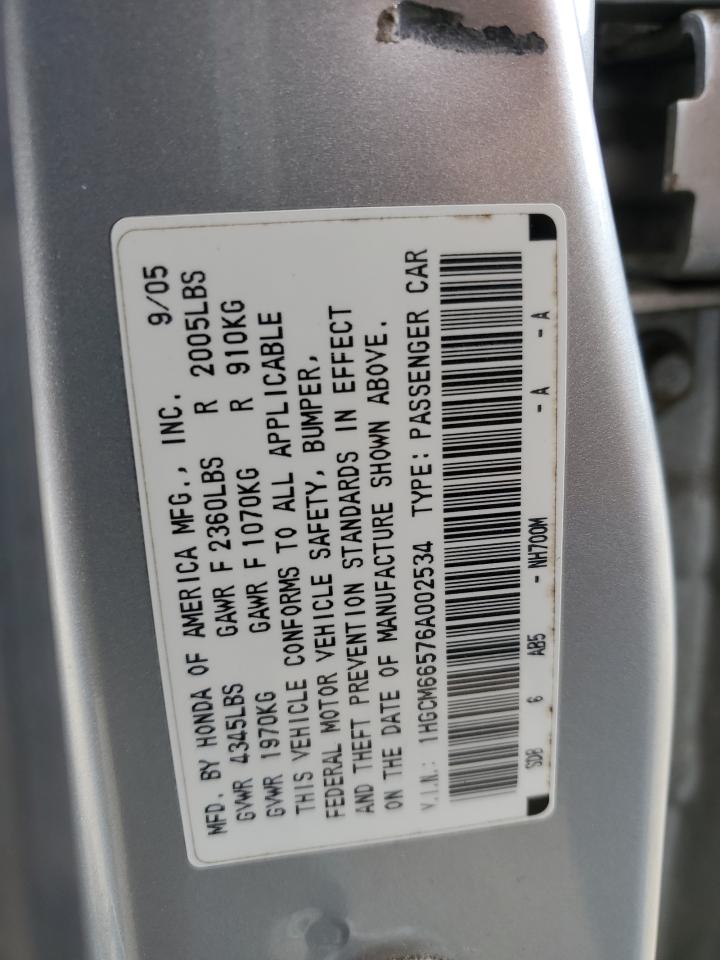 MFD. BY HONDA OF AMERICA MFG., INC. 9/05
GVWR 4345LBS GAWR F 2360LBS R 2005LBS
GVWR 1970KG GAWR F 1070KG R 910KG
THIS VEHICLE CONFORMS TO ALL APPLICABLE
FEDERAL MOTOR VEHICLE SAFETY, BUMPER,
AND THEFT PREVENTION STANDARDS IN EFFECT
ON THE DATE OF MANUFACTURE SHOWN ABOVE.
V.I.N.: 1HGCM66576A002534 TYPE: PASSENGER CAR
SDB 6 AB5 - NH700M - A - A